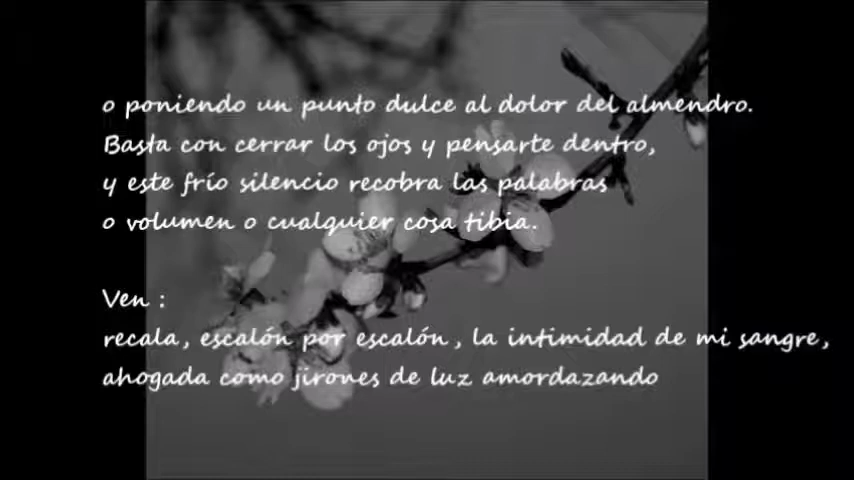 o poniendo un punto dulce al dolor del almendro.
Basta con cerrar los ojos y pensarte dentro,
y este frío silencio recobra las palabras
o volumen o cualquier cosa tibia.
Ven :
recala, escalón por escalón, la intimidad de mi sangre,
ahogada como jirones de luz amordazando